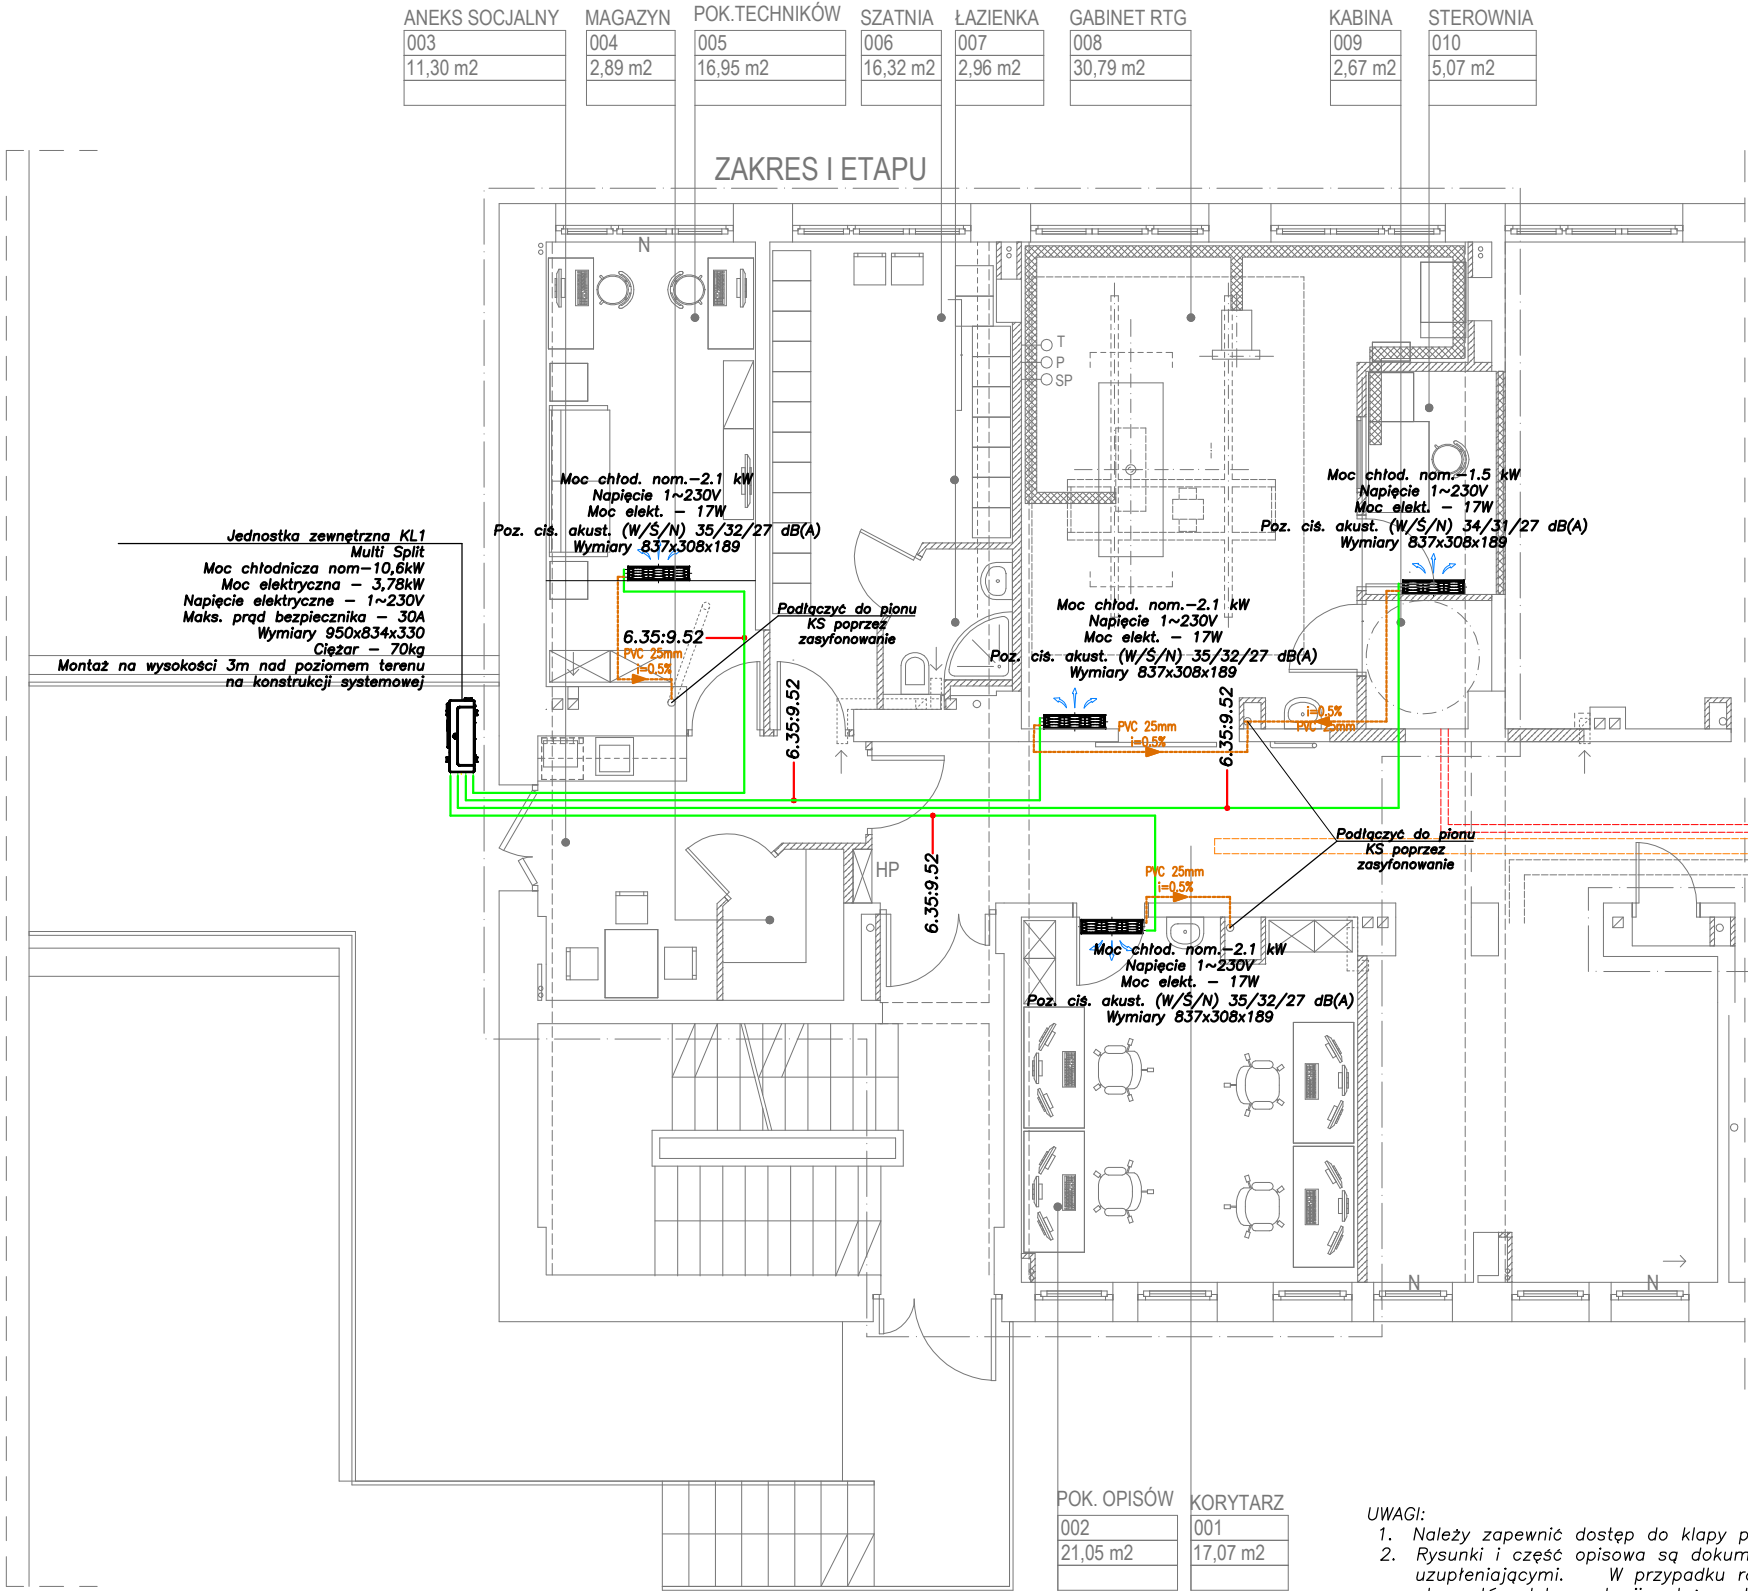 ANEKS SOCJALNY
003
11,30 m2
MAGAZYN
004
2,89 m2
POK.TECHNIKÓW
005
16,95 m2
SZATNIA
006
16,32 m2
ŁAZIENKA
007
2,96 m2
GABINET RTG
008
30,79 m2
KABINA
009
2,67 m2
STEROWNIA
010
5,07 m2
ZAKRES I ETAPU
N
T
P
SP
Moc chłod. nom.-2.1 kW
Napięcie 1~230V
Moc elekt. - 17W
Poz. ciś. akust. (W/Ś/N) 35/32/27 dB(A)
Wymiary 837x308x189
Moc chłod. nom.-1.5 kW
Napięcie 1~230V
Moc elekt. - 17W
Poz. ciś. akust. (W/Ś/N) 34/31/27 dB(A)
Wymiary 837x308x189
Jednostka zewnętrzna KL1
Multi Split
Moc chłodnicza nom-10,6kW
Moc elektryczna - 3,78kW
Napięcie elektryczne - 1~230V
Maks. prąd bezpiecznika - 30A
Wymiary 950x834x330
Ciężar - 70kg
Montaż na wysokości 3m nad poziomem terenu
na konstrukcji systemowej
Podłączyć do pionu
KS poprzez
zasyfonowanie
6.35:9.52
PVC 25mm
i=0.5%
Moc chłod. nom.-2.1 kW
Napięcie 1~230V
Moc elekt. - 17W
Poz. ciś. akust. (W/Ś/N) 35/32/27 dB(A)
Wymiary 837x308x189
6.35:9.52
6.35:9.52
PVC 25mm
i=0.5%
i=0.5%
PVC 25mm
Podłączyć do pionu
KS poprzez
zasyfonowanie
HP
6.35:9.52
PVC 25mm
i=0.5%
Moc chłod. nom.-2.1 kW
Napięcie 1~230V
Moc elekt. - 17W
Poz. ciś. akust. (W/Ś/N) 35/32/27 dB(A)
Wymiary 837x308x189
N
N
POK. OPISÓW
002
21,05 m2
KORYTARZ
001
17,07 m2
UWAGI:
1. Należy zapewnić dostęp do klapy p
2. Rysunki i część opisowa są dokum
uzupłeniającymi. W przypadku ro